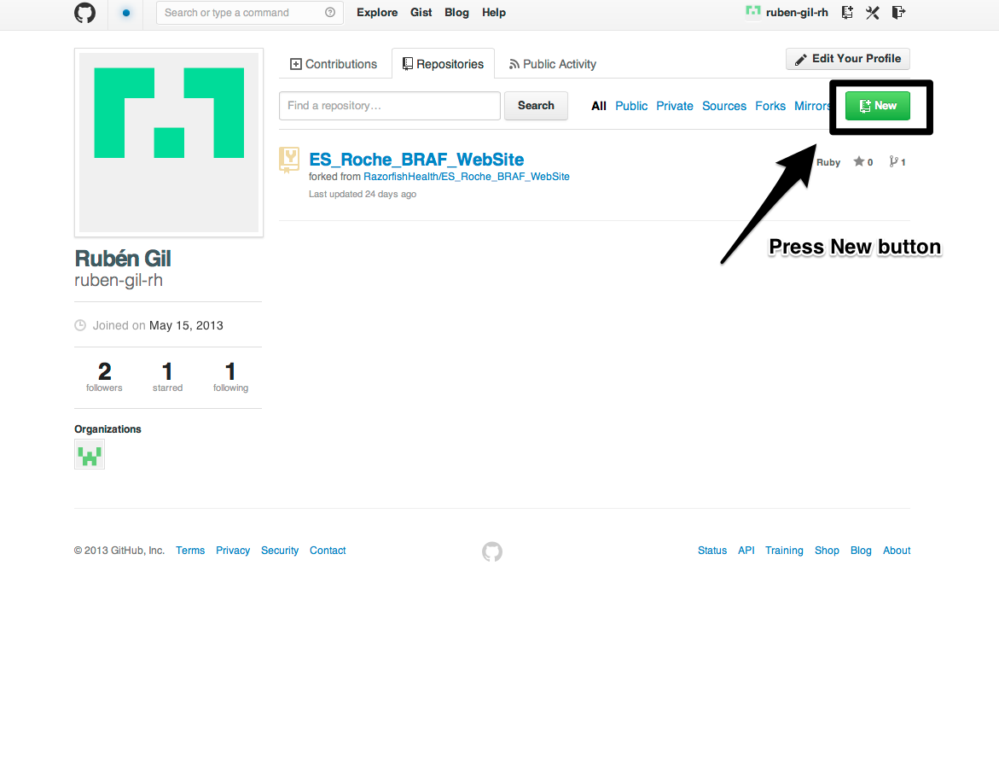 Search or type a command Explore Gist Blog Help ruben-gil-rh
Contributions Repositories Public Activity Edit Your Profile
Find a repository... Search All Public Private Sources Forks Mirrors New
ES_Roche_BRAF_WebSite Ruby 0 1
forked from RazorfishHealth/ES_Roche_BRAF_WebSite
Last updated 24 days ago
Press New button
Rubén Gil
ruben-gil-rh
Joined on May 15, 2013
2 1 1
followers starred following
Organizations
© 2013 GitHub, Inc. Terms Privacy Security Contact Status API Training Shop Blog About